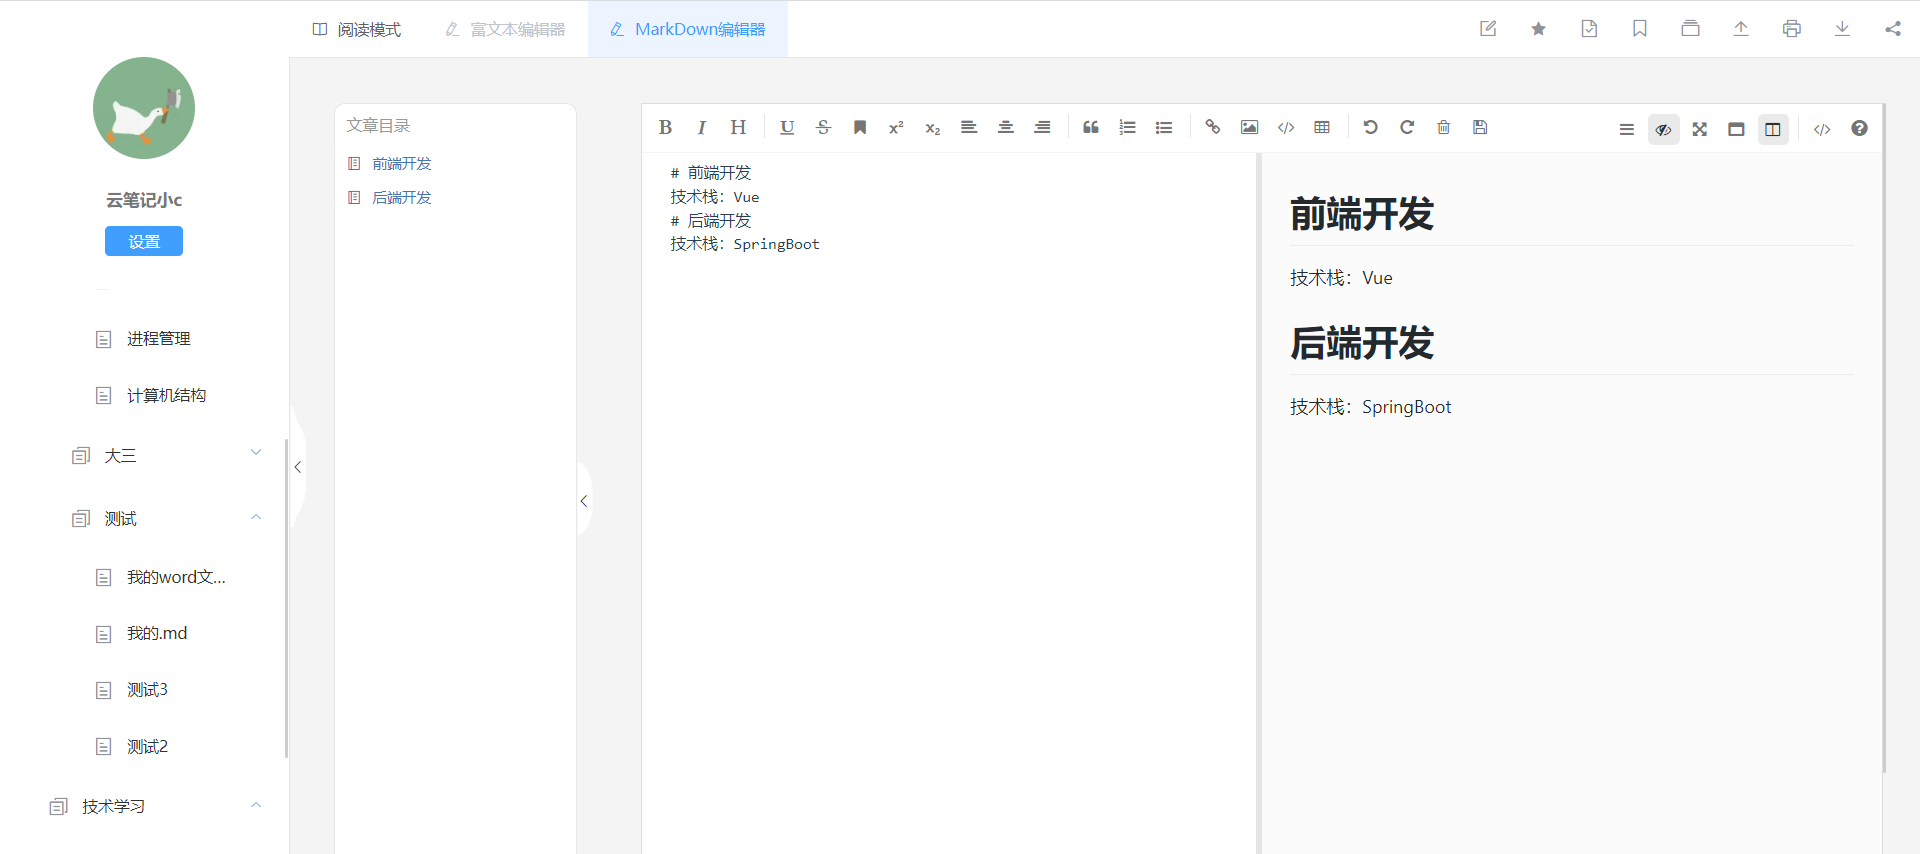 阅读模式
富文本编辑器
MarkDown编辑器
云笔记小c
设置
进程管理
计算机结构
大三
测试
我的word文...
我的.md
测试3
测试2
技术学习
文章目录
前端开发
后端开发
B I H U S x² x₂
# 前端开发
技术栈：Vue
# 后端开发
技术栈：SpringBoot
前端开发
技术栈：Vue
后端开发
技术栈：SpringBoot